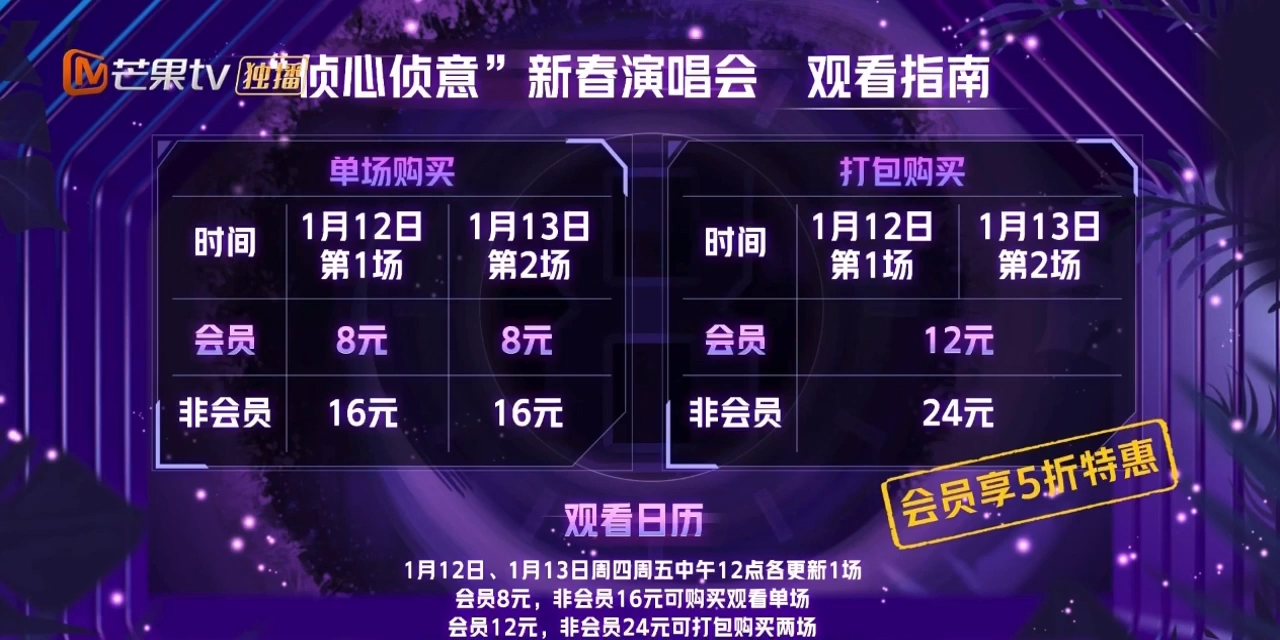 芒果tv 独播
“侦心侦意”新春演唱会 观看指南
单场购买
时间 1月12日 第1场 1月13日 第2场
会员 8元 8元
非会员 16元 16元
打包购买
时间 1月12日 第1场 1月13日 第2场
会员 12元
非会员 24元
会员享5折特惠
观看日历
1月12日、1月13日周四周五中午12点各更新1场
会员8元，非会员16元可购买观看单场
会员12元，非会员24元可打包购买两场